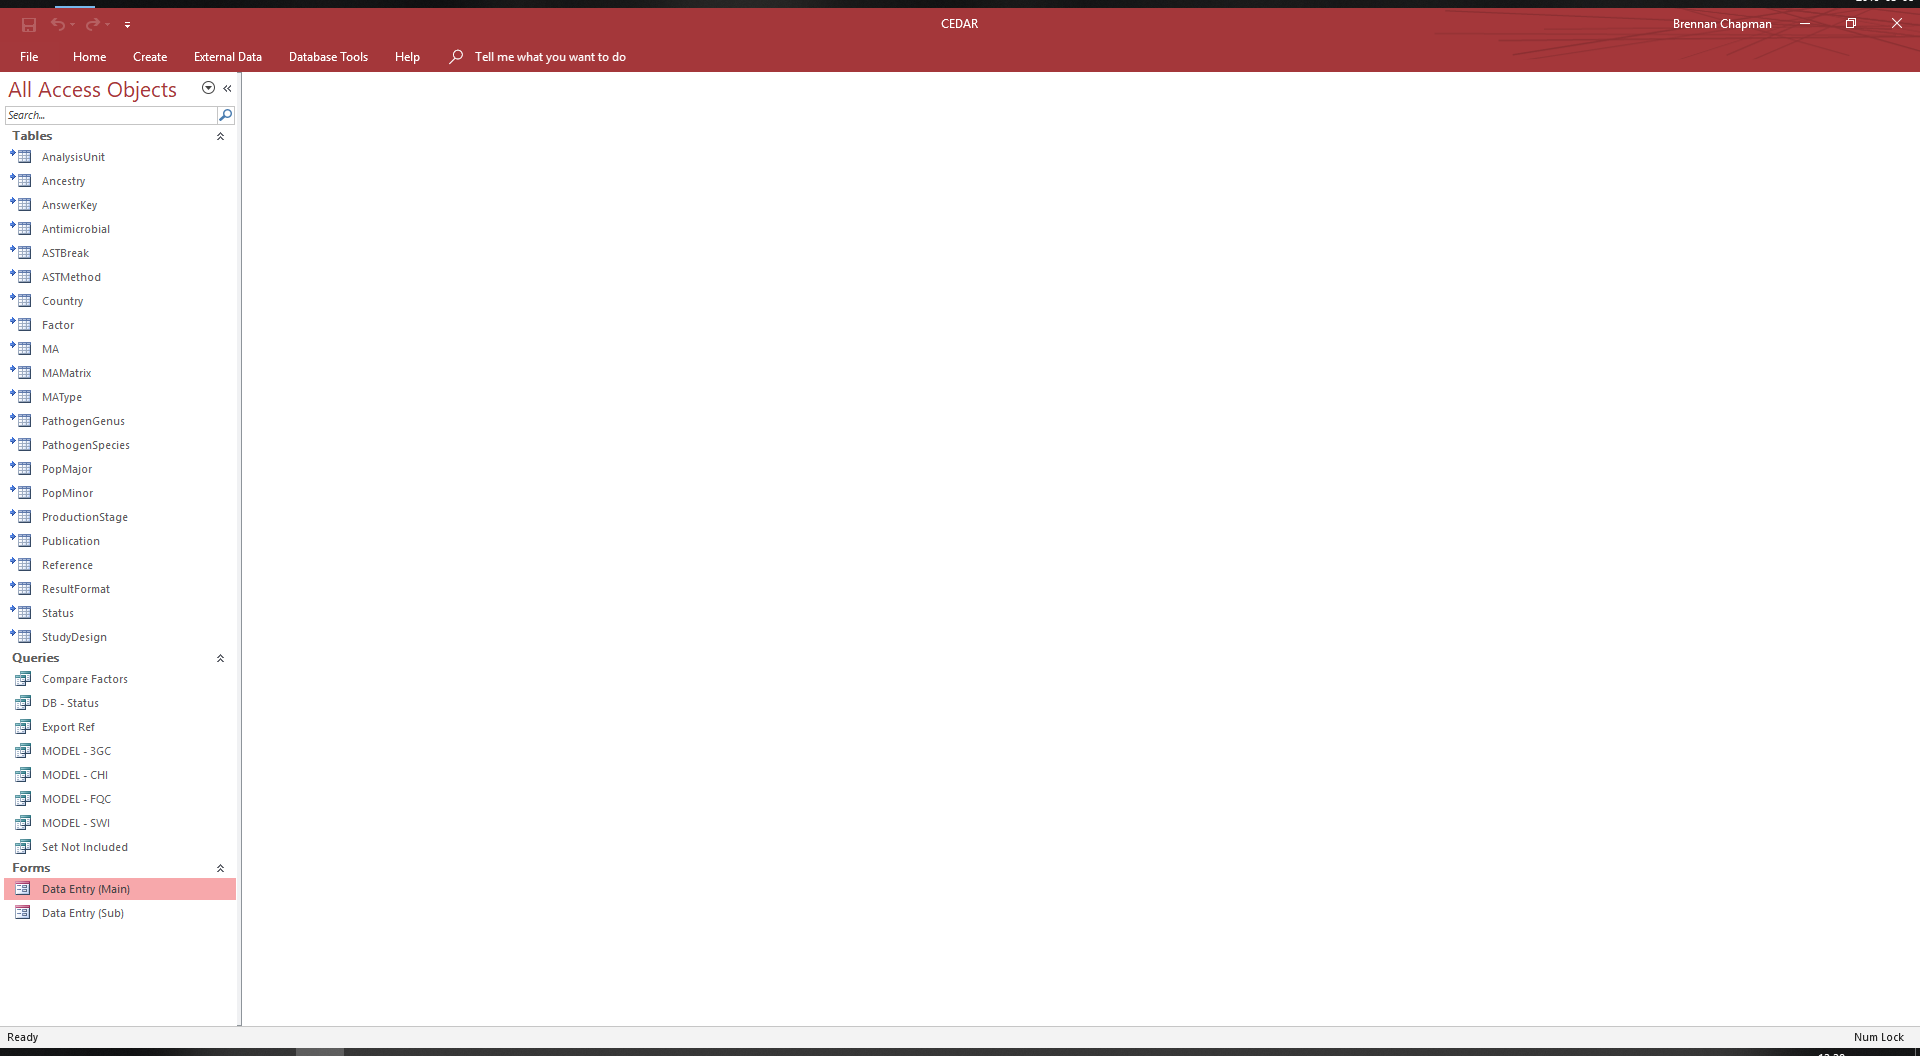 CEDAR
Brennan Chapman
File Home Create External Data Database Tools Help Tell me what you want to do
All Access Objects
Search...
Tables
AnalysisUnit
Ancestry
AnswerKey
Antimicrobial
ASTBreak
ASTMethod
Country
Factor
MA
MAMatrix
MAType
PathogenGenus
PathogenSpecies
PopMajor
PopMinor
ProductionStage
Publication
Reference
ResultFormat
Status
StudyDesign
Queries
Compare Factors
DB - Status
Export Ref
MODEL - 3GC
MODEL - CHI
MODEL - FQC
MODEL - SWI
Set Not Included
Forms
Data Entry (Main)
Data Entry (Sub)
Ready
Num Lock